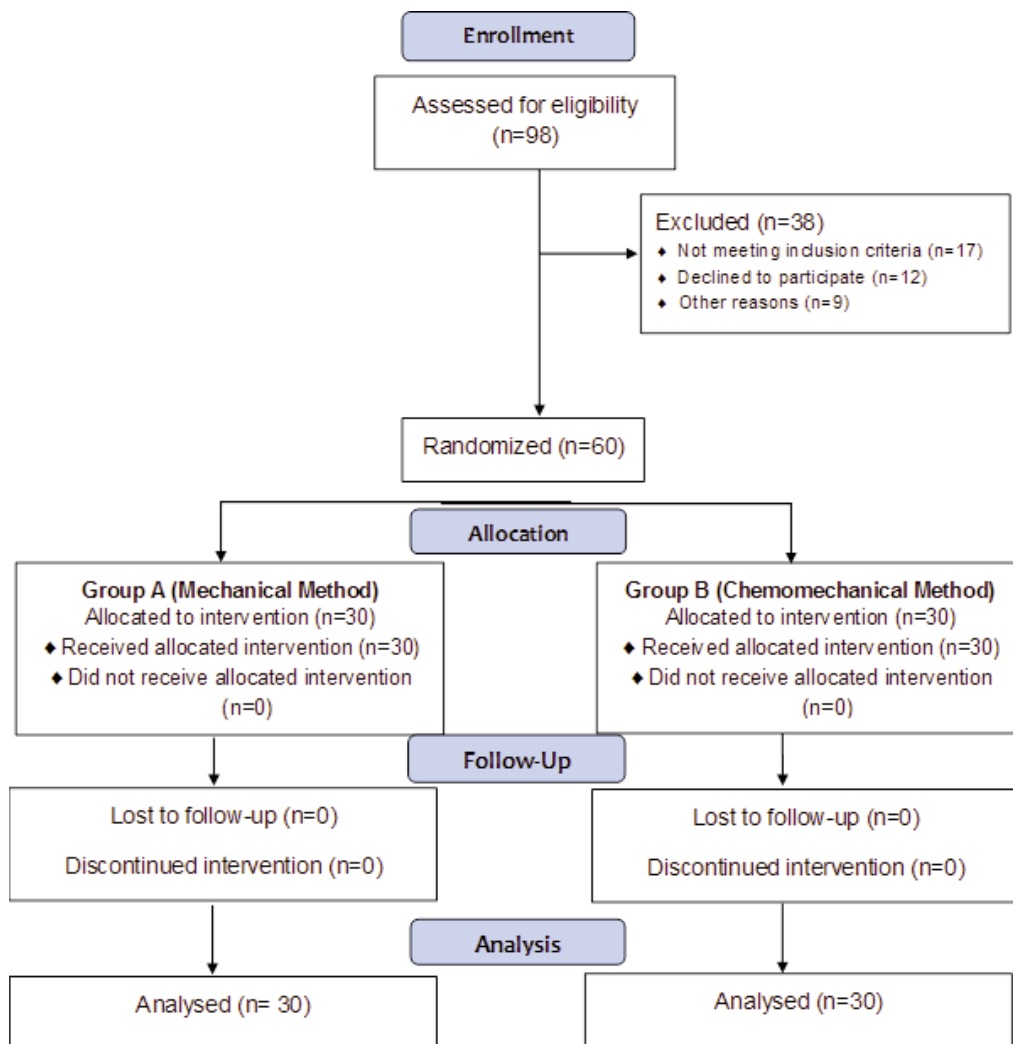 Enrollment
Assessed for eligibility
(n=98)
Excluded (n=38)
♦ Not meeting inclusion criteria (n=17)
♦ Declined to participate (n=12)
♦ Other reasons (n=9)
Randomized (n=60)
Allocation
Group A (Mechanical Method)
Allocated to intervention (n=30)
♦ Received allocated intervention (n=30)
♦ Did not receive allocated intervention
(n=0)
Group B (Chemomechanical Method)
Allocated to intervention (n=30)
♦ Received allocated intervention (n=30)
♦ Did not receive allocated intervention
(n=0)
Follow-Up
Lost to follow-up (n=0)
Discontinued intervention (n=0)
Lost to follow-up (n=0)
Discontinued intervention (n=0)
Analysis
Analysed (n= 30)
Analysed (n=30)